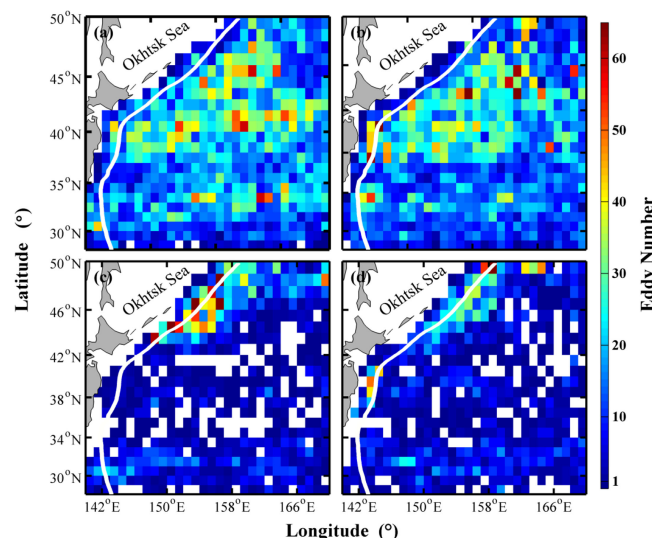 (a) Okhtsk Sea
(b) Okhtsk Sea
50°N
45°N
40°N
35°N
30°N
(c) Okhtsk Sea
(d) Okhtsk Sea
50°N
46°N
42°N
38°N
34°N
30°N
142°E 150°E 158°E 166°E
142°E 150°E 158°E 166°E
Latitude (°)
Longitude (°)
60
50
40
30
20
10
1
Eddy Number